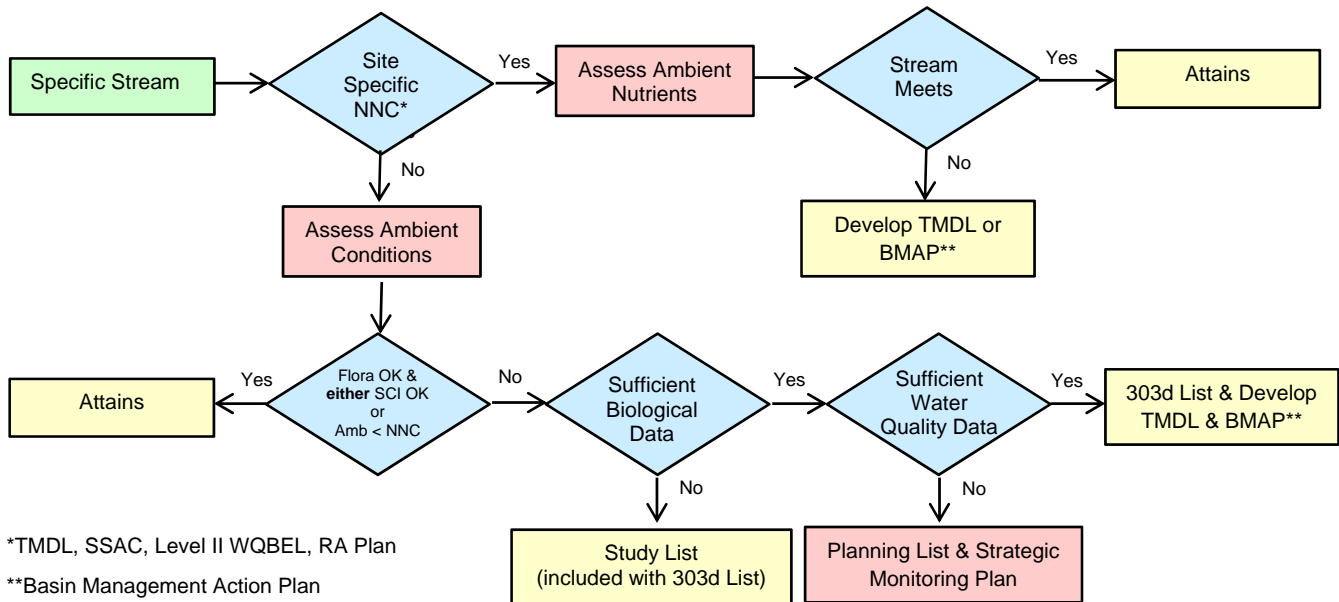 Specific Stream
Site
Specific
NNC*
Yes
Assess Ambient
Nutrients
Stream
Meets
Yes
Attains
No
No
Assess Ambient
Conditions
Develop TMDL or
BMAP**
Attains
Yes
Flora OK &
either SCI OK
or
Amb < NNC
No
Sufficient
Biological
Data
Yes
Sufficient
Water
Quality Data
Yes
303d List & Develop
TMDL & BMAP**
No
No
*TMDL, SSAC, Level II WQBEL, RA Plan
**Basin Management Action Plan
Study List
(included with 303d List)
Planning List & Strategic
Monitoring Plan